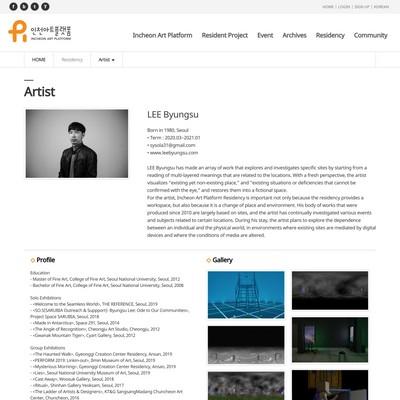 HOME | LOGIN | SIGN UP | KOREAN
인천아트플랫폼
INCHEON ART PLATFORM
Incheon Art Platform Resident Project Event Archives Residency Community
HOME Residency Artist
Artist
LEE Byungsu
Born in 1980, Seoul
• Term : 2020.03~2021.01
• sysola31@gmail.com
• www.leebyungsu.com
LEE Byungsu has made an array of work that explores and investigates specific sites by starting from a
reading of multi-layered meanings that are related to the locations. With a fresh perspective, the artist
visualizes "existing yet non-existing place," and "existing situations or deficiencies that cannot be
confirmed with the eye," and restores them into a fictional space.
For the artist, Incheon Art Platform Residency is important not only because the residency provides a
workspace, but also because it is a change of place and environment. His body of works that were
produced since 2010 are largely based on sites, and the artist has continually investigated various events
and subjects related to certain locations. During his stay, the artist plans to explore the dependence
between an individual and the physical world, in environments where existing sites are mediated by digital
devices and where the conditions of media are altered.
Profile
Education
- Master of Fine Art, College of Fine Art, Seoul National University, Seoul, 2012
- Bachelor of Fine Art, College of Fine Art, Seoul National University, Seoul, 2008
Solo Exhibitions
- «Welcome to the Seamless World», THE REFERENCE, Seoul, 2019
- «SO.S(SARUBIA Outreach & Support)! Byungsu Lee: Ode to Our Communities»,
Project Space SARUBIA, Seoul, 2018
- «Made in Antarctica», Space 291, Seoul, 2014
- «The Angle of Recognition», Cheongju Art Studio, Cheongju, 2012
- «Gwanak Mountain Tiger», Cyart Gallery, Seoul, 2012
Group Exhibitions
- «The Haunted Walk», Gyeonggi Creation Center Residency, Ansan, 2019
- «PERFORM 2019: Linkin-out», Ilmin Museum of Art, Seoul, 2019
- «Mysterious Morning», Gyeonggi Creation Center Residency, Ansan, 2019
- «Lies», Seoul National University Museum of Art, Seoul, 2019
- «Cast Away», Woosuk Gallery, Seoul, 2018
- «Ritual», Shinhan Gallery Yeoksam, Seoul, 2017
- «The Ladder of Artists & Designers», KT&G SangsangMadang Chuncheon Art
Center, Chuncheon, 2016
Gallery